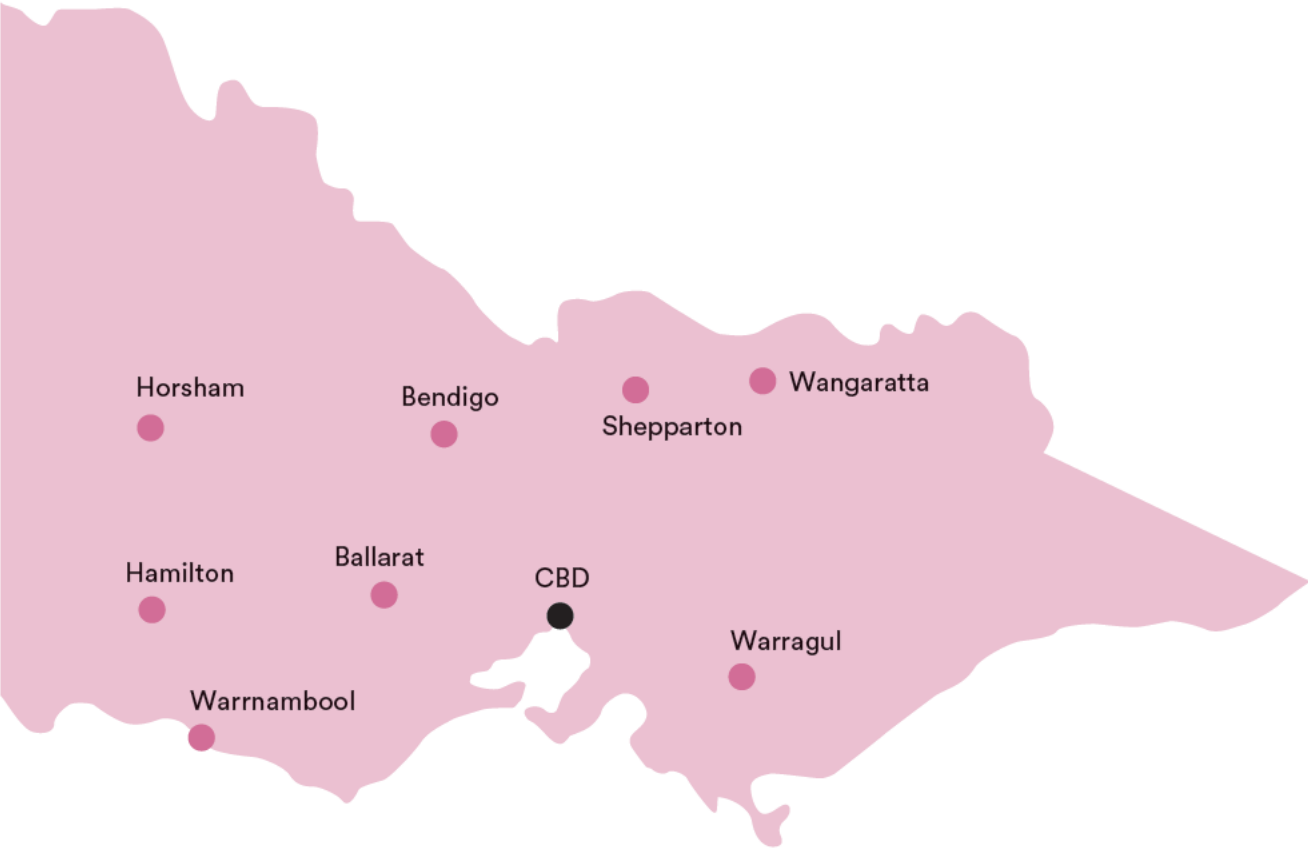 Horsham
Bendigo
Wangaratta
Shepparton
Ballarat
Hamilton
CBD
Warragul
Warrnambool